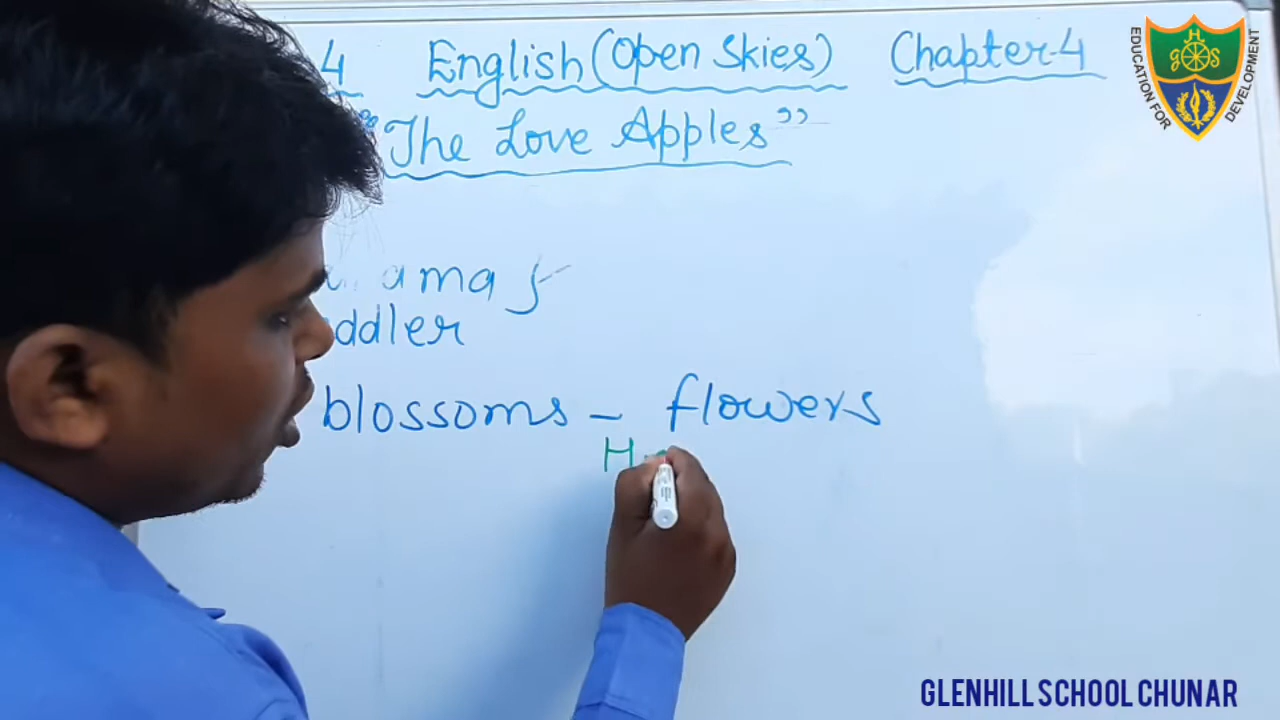 4 English (Open Skies) Chapter-4
"The Love Apples"
blossoms - flowers
H
EDUCATION FOR DEVELOPMENT
G H S
GLENHILL SCHOOL CHUNAR